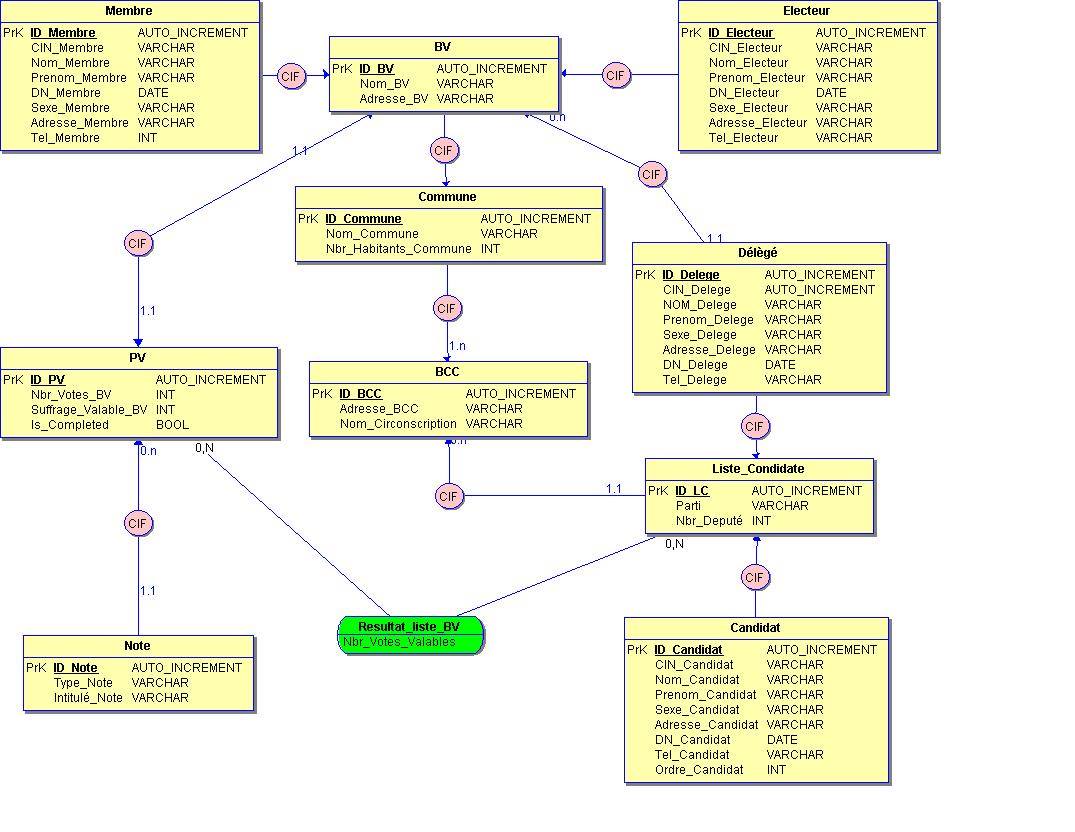 Membre
PrK ID_Membre AUTO_INCREMENT
CIN_Membre VARCHAR
Nom_Membre VARCHAR
Prenom_Membre VARCHAR
DN_Membre DATE
Sexe_Membre VARCHAR
Adresse_Membre VARCHAR
Tel_Membre INT
CIF
BV
PrK ID_BV AUTO_INCREMENT
Nom_BV VARCHAR
Adresse_BV VARCHAR
CIF
Electeur
PrK ID_Electeur AUTO_INCREMENT
CIN_Electeur VARCHAR
Nom_Electeur VARCHAR
Prenom_Electeur VARCHAR
DN_Electeur DATE
Sexe_Electeur VARCHAR
Adresse_Electeur VARCHAR
Tel_Electeur VARCHAR
0.n
1.1
CIF
CIF
CIF
1.1
Commune
PrK ID_Commune AUTO_INCREMENT
Nom_Commune VARCHAR
Nbr_Habitants_Commune INT
CIF
1.1
Délègé
PrK ID_Delege AUTO_INCREMENT
CIN_Delege AUTO_INCREMENT
NOM_Delege VARCHAR
Prenom_Delege VARCHAR
Sexe_Delege VARCHAR
Adresse_Delege VARCHAR
DN_Delege DATE
Tel_Delege VARCHAR
CIF
1.n
PV
PrK ID_PV AUTO_INCREMENT
Nbr_Votes_BV INT
Suffrage_Valable_BV INT
Is_Completed BOOL
BCC
PrK ID_BCC AUTO_INCREMENT
Adresse_BCC VARCHAR
Nom_Circonscription VARCHAR
CIF
0.n
0,N
0.n
Liste_Condidate
PrK ID_LC AUTO_INCREMENT
Parti VARCHAR
Nbr_Deputé INT
1.1
CIF
CIF
0,N
CIF
1.1
Resultat_liste_BV
Nbr_Votes_Valables
Note
PrK ID_Note AUTO_INCREMENT
Type_Note VARCHAR
Intitulé_Note VARCHAR
Candidat
PrK ID_Candidat AUTO_INCREMENT
CIN_Candidat VARCHAR
Nom_Candidat VARCHAR
Prenom_Candidat VARCHAR
Sexe_Candidat VARCHAR
Adresse_Candidat VARCHAR
DN_Candidat DATE
Tel_Candidat VARCHAR
Ordre_Candidat INT